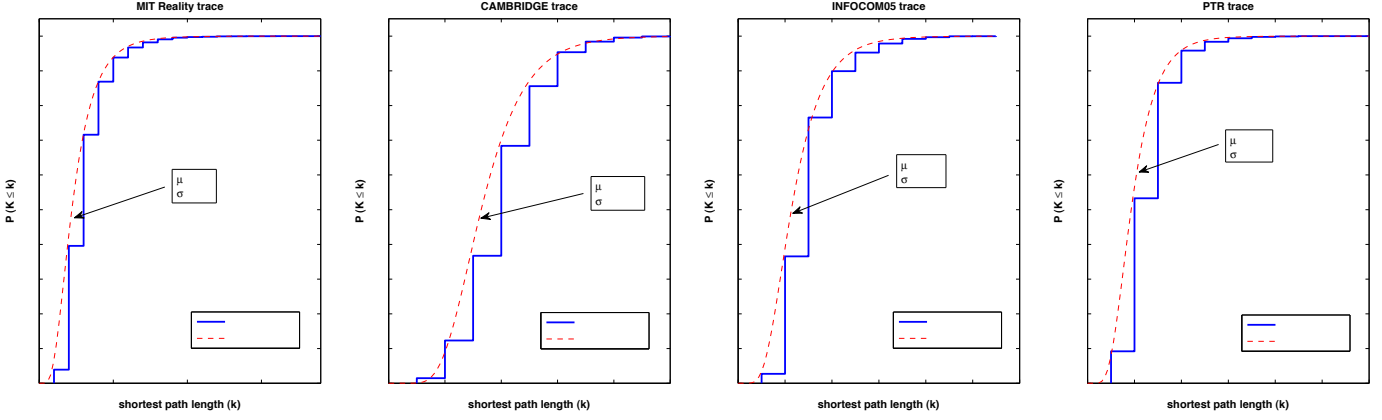 MIT Reality trace
P (K ≤ k)
μ
σ
shortest path length (k)
CAMBRIDGE trace
P (K ≤ k)
μ
σ
shortest path length (k)
INFOCOM05 trace
P (K ≤ k)
μ
σ
shortest path length (k)
PTR trace
P (K ≤ k)
μ
σ
shortest path length (k)